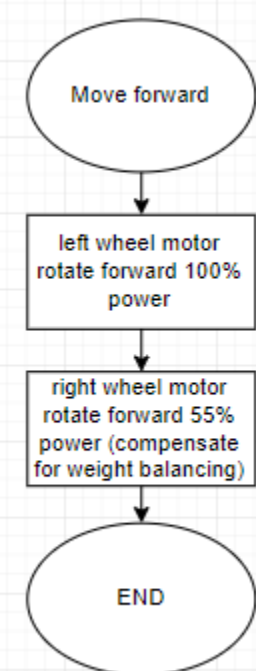 Move forward
left wheel motor
rotate forward 100%
power
right wheel motor
rotate forward 55%
power (compensate
for weight balancing)
END